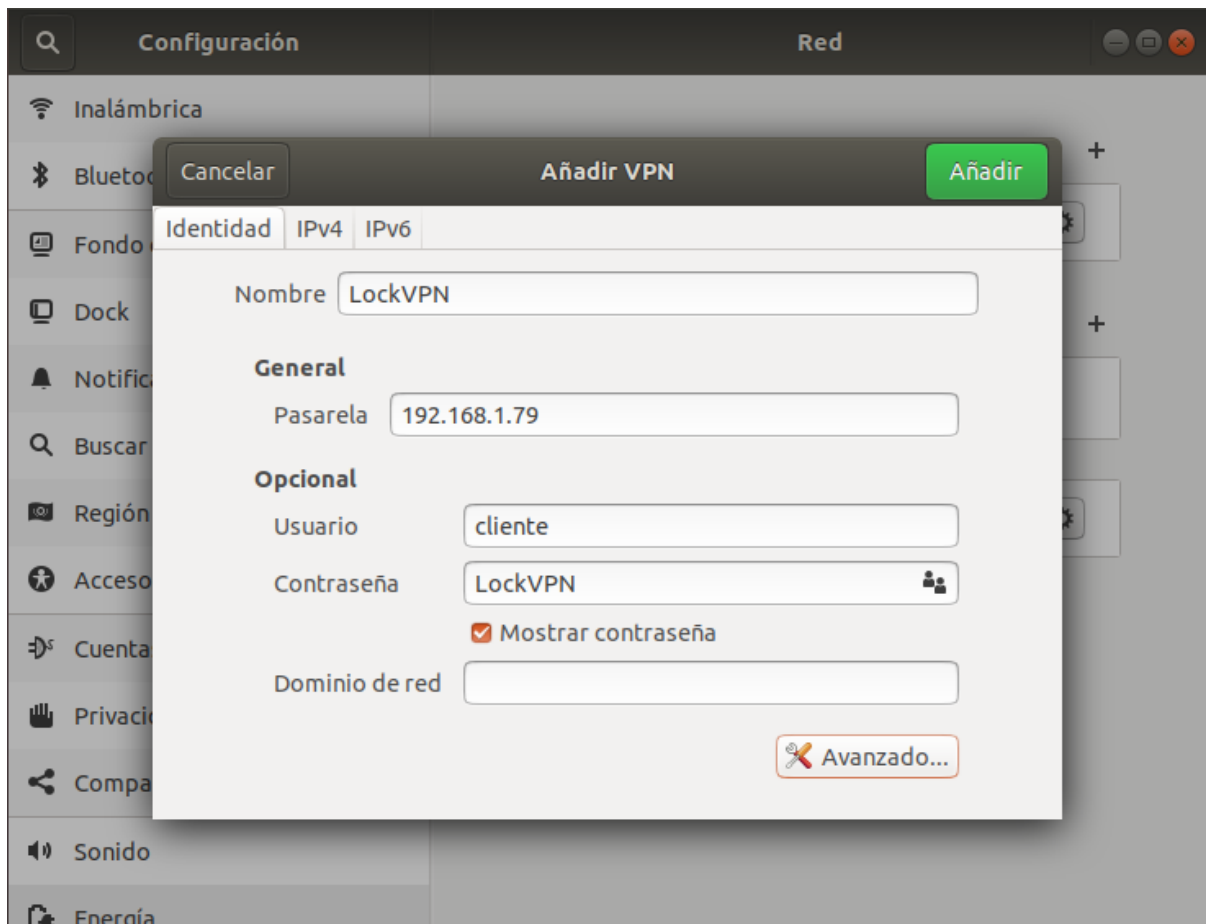 Configuración
Red
Inalámbrica
Bluetoo
Fondo
Dock
Notifica
Buscar
Región
Acceso
Cuenta
Privacid
Compa
Sonido
Energía
Cancelar
Añadir VPN
Añadir
Identidad IPv4 IPv6
Nombre LockVPN
General
Pasarela 192.168.1.79
Opcional
Usuario cliente
Contraseña LockVPN
Mostrar contraseña
Dominio de red
Avanzado...